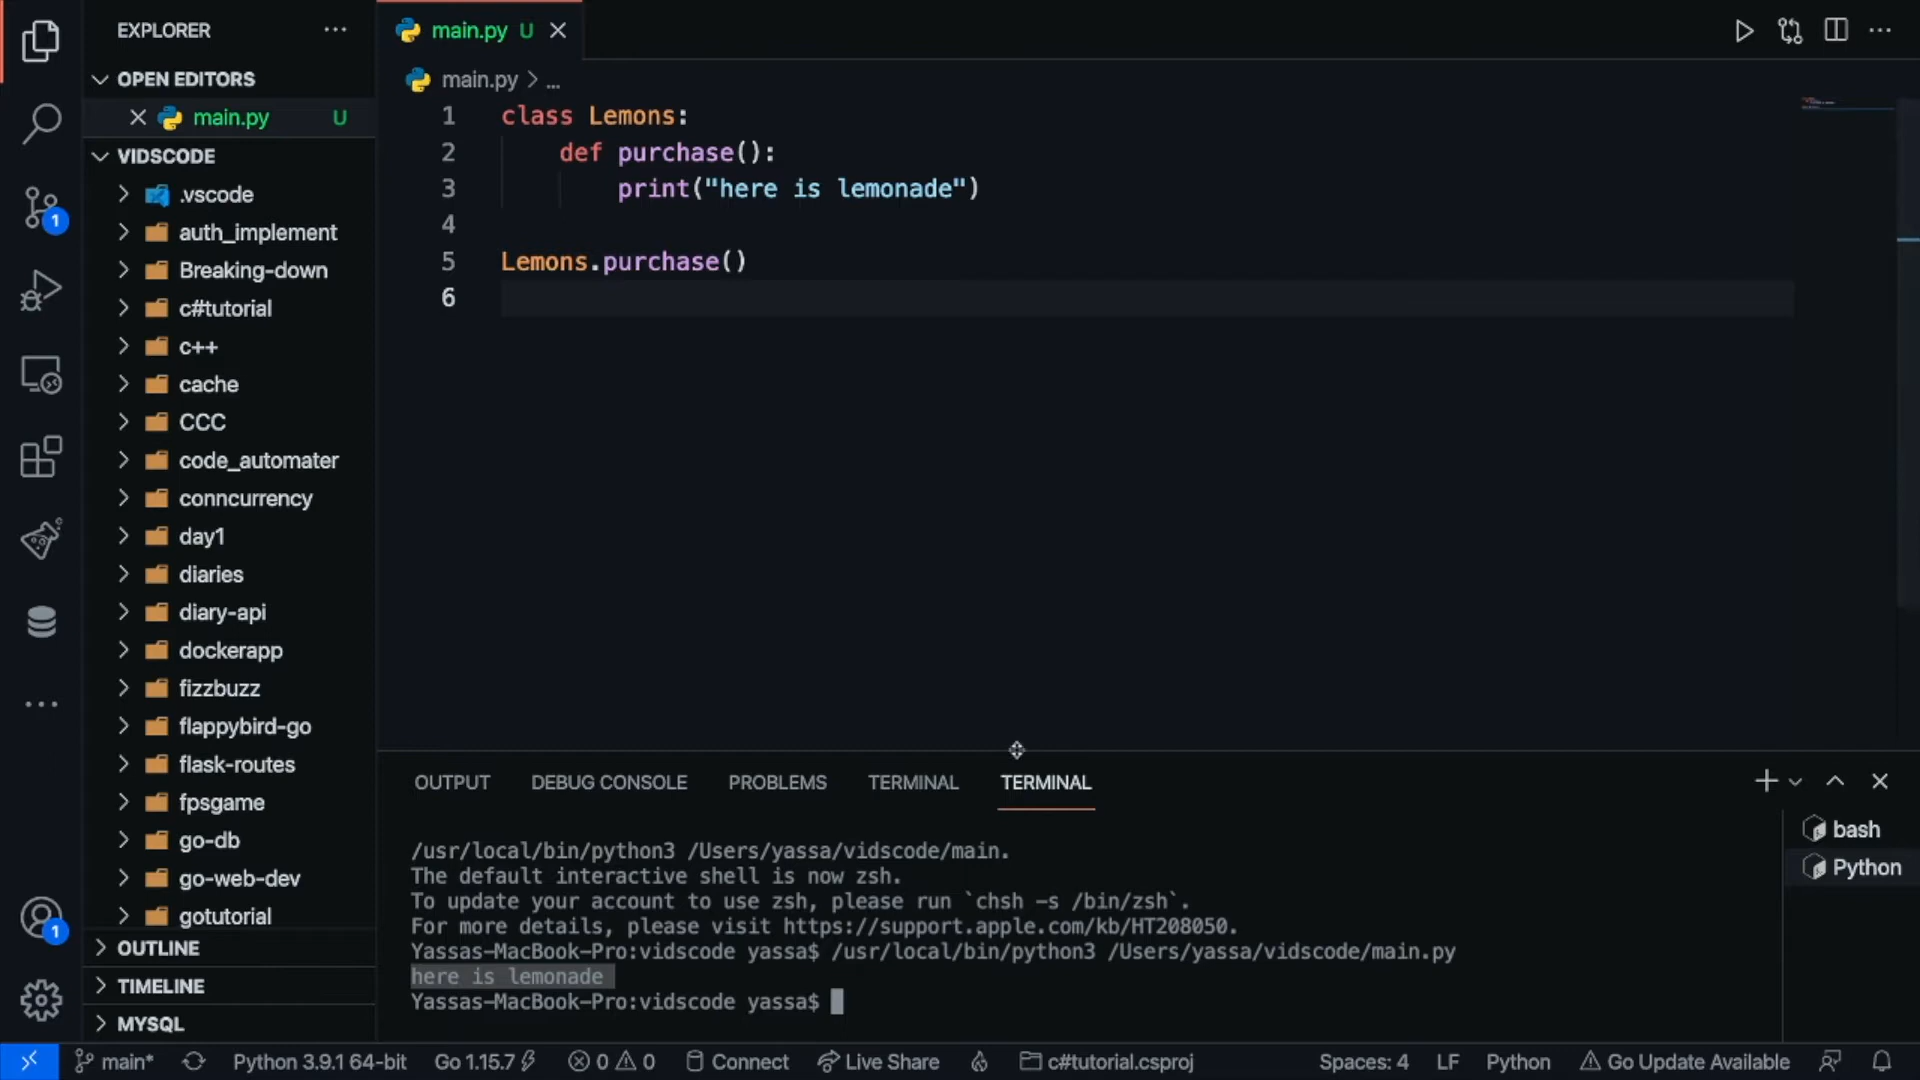 EXPLORER
OPEN EDITORS
main.py U
VIDSCODE
.vscode
auth_implement
Breaking-down
c#tutorial
c++
cache
CCC
code_automater
conncurrency
day1
diaries
diary-api
dockerapp
fizzbuzz
flappybird-go
flask-routes
fpsgame
go-db
go-web-dev
gotutorial
OUTLINE
TIMELINE
MYSQL
1
1
main.py U
main.py > ...
1 class Lemons:
2 def purchase():
3 print("here is lemonade")
4
5 Lemons.purchase()
6
OUTPUT DEBUG CONSOLE PROBLEMS TERMINAL TERMINAL
/usr/local/bin/python3 /Users/yassa/vidscode/main.
The default interactive shell is now zsh.
To update your account to use zsh, please run `chsh -s /bin/zsh`.
For more details, please visit https://support.apple.com/kb/HT208050.
Yassas-MacBook-Pro:vidscode yassa$ /usr/local/bin/python3 /Users/yassa/vidscode/main.py
here is lemonade
Yassas-MacBook-Pro:vidscode yassa$
bash
Python
main* Python 3.9.1 64-bit Go 1.15.7 0 0 Connect Live Share c#tutorial.csproj Spaces: 4 LF Python Go Update Available